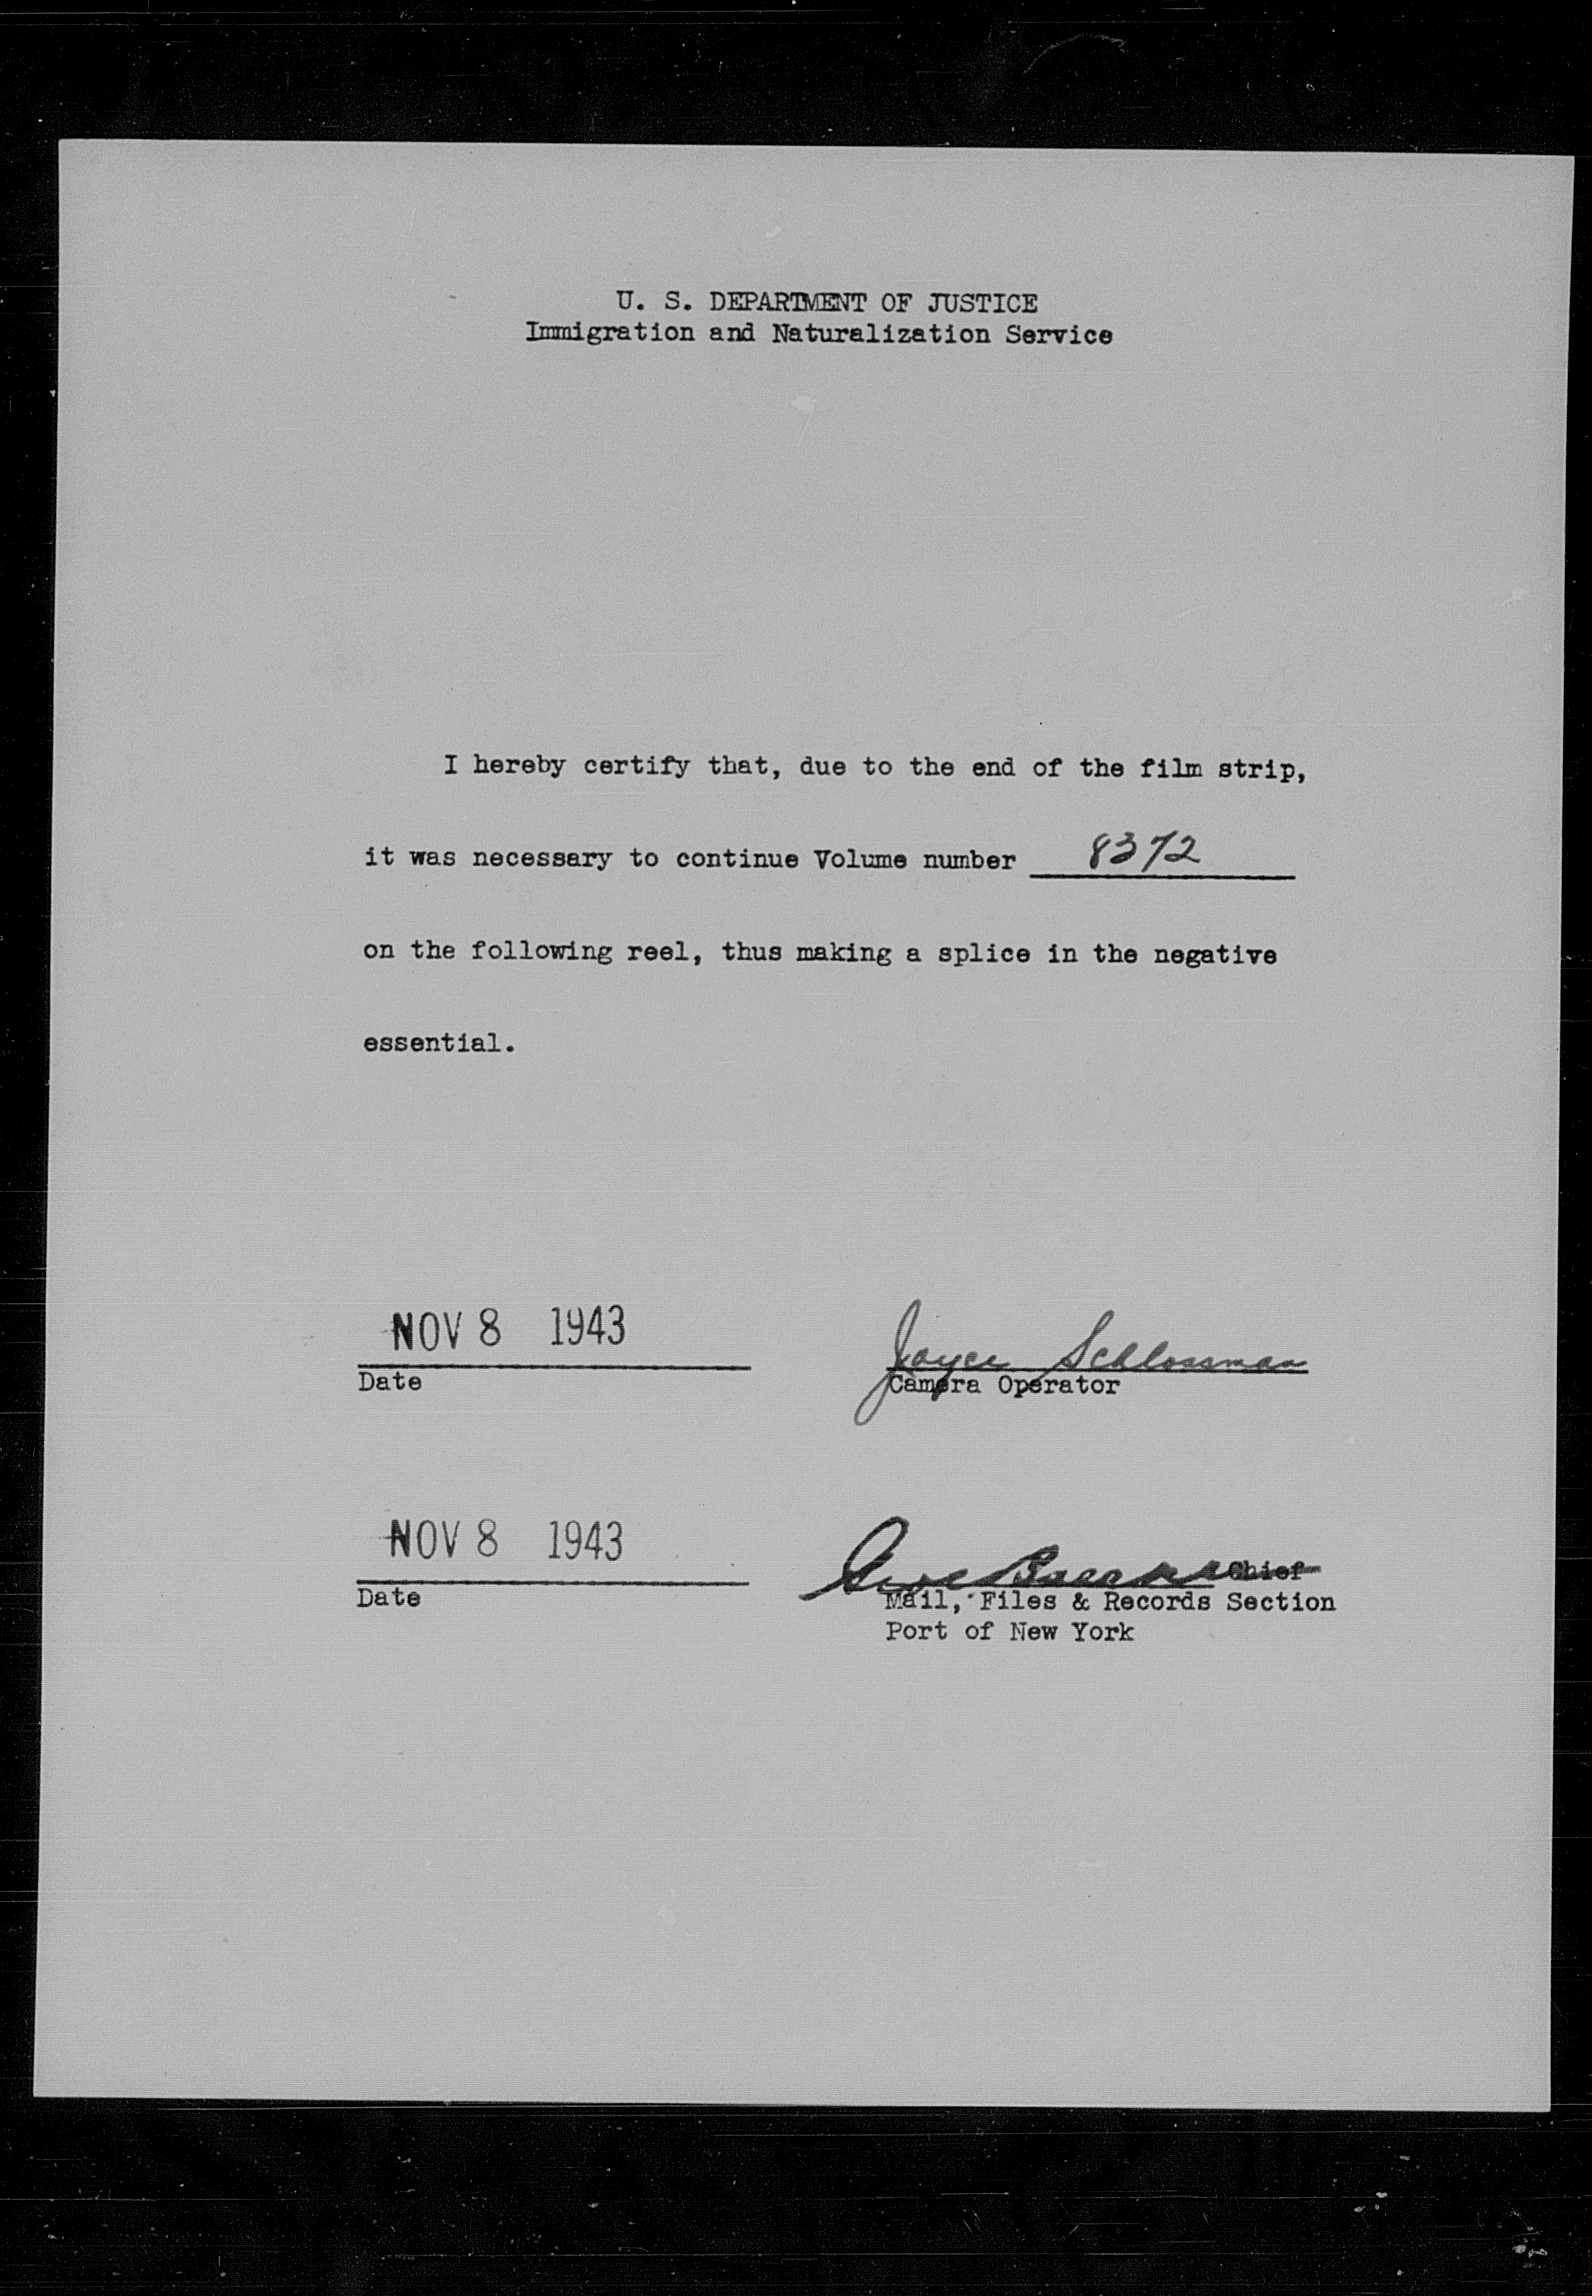 U. S. DEPARTMENT OF JUSTICE
Immigration and Naturalization Service
I hereby certify that, due to the end of the film strip,
it was necessary to continue Volume number 8372
on the following reel, thus making a splice in the negative
essential.
NOV 8 1943
Date
Joyce Schlossman
Camera Operator
NOV 8 1943
Date
Chief
Mail, Files & Records Section
Port of New York